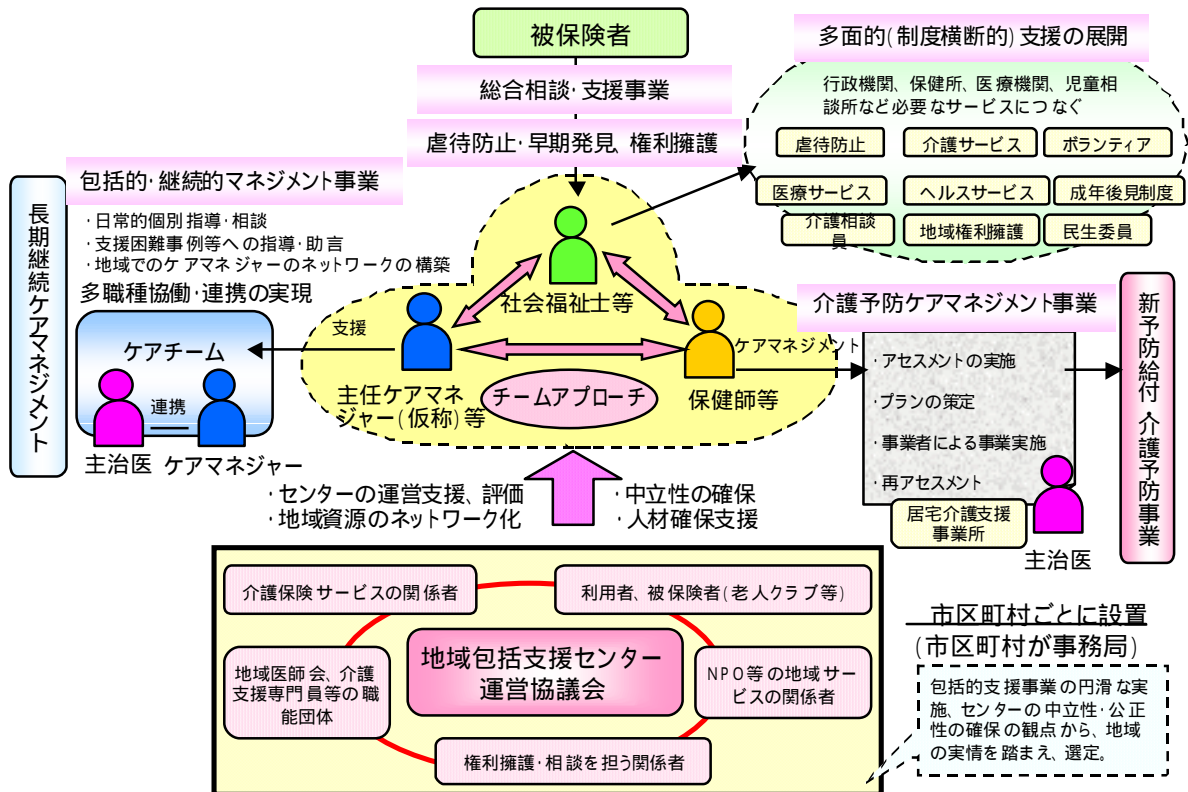 被保険者
総合相談・支援事業
虐待防止・早期発見、権利擁護
多面的(制度横断的)支援の展開
行政機関、保健所、医療機関、児童相
談所など必要なサービスにつなぐ
虐待防止
介護サービス
ボランティア
医療サービス
ヘルスサービス
成年後見制度
介護相談
員
地域権利擁護
民生委員
長期継続ケアマネジメント
包括的・継続的マネジメント事業
・日常的個別指導・相談
・支援困難事例等への指導・助言
・地域でのケアマネジャーのネットワークの構築
多職種協働・連携の実現
ケアチーム
連携
主治医
ケアマネジャー
支援
社会福祉士等
主任ケアマネ
ジャー(仮称)等
チームアプローチ
保健師等
ケアマネジメント
介護予防ケアマネジメント事業
・アセスメントの実施
・プランの策定
・事業者による事業実施
・再アセスメント
居宅介護支援
事業所
主治医
新予防給付 介護予防事業
・センターの運営支援、評価
・地域資源のネットワーク化
・中立性の確保
・人材確保支援
介護保険サービスの関係者
利用者、被保険者(老人クラブ等)
地域医師会、介護
支援専門員等の職
能団体
地域包括支援センター
運営協議会
NPO等の地域サー
ビスの関係者
権利擁護・相談を担う関係者
市区町村ごとに設置
(市区町村が事務局)
包括的支援事業の円滑な実
施、センターの中立性・公正
性の確保の観点から、地域
の実情を踏まえ、選定。